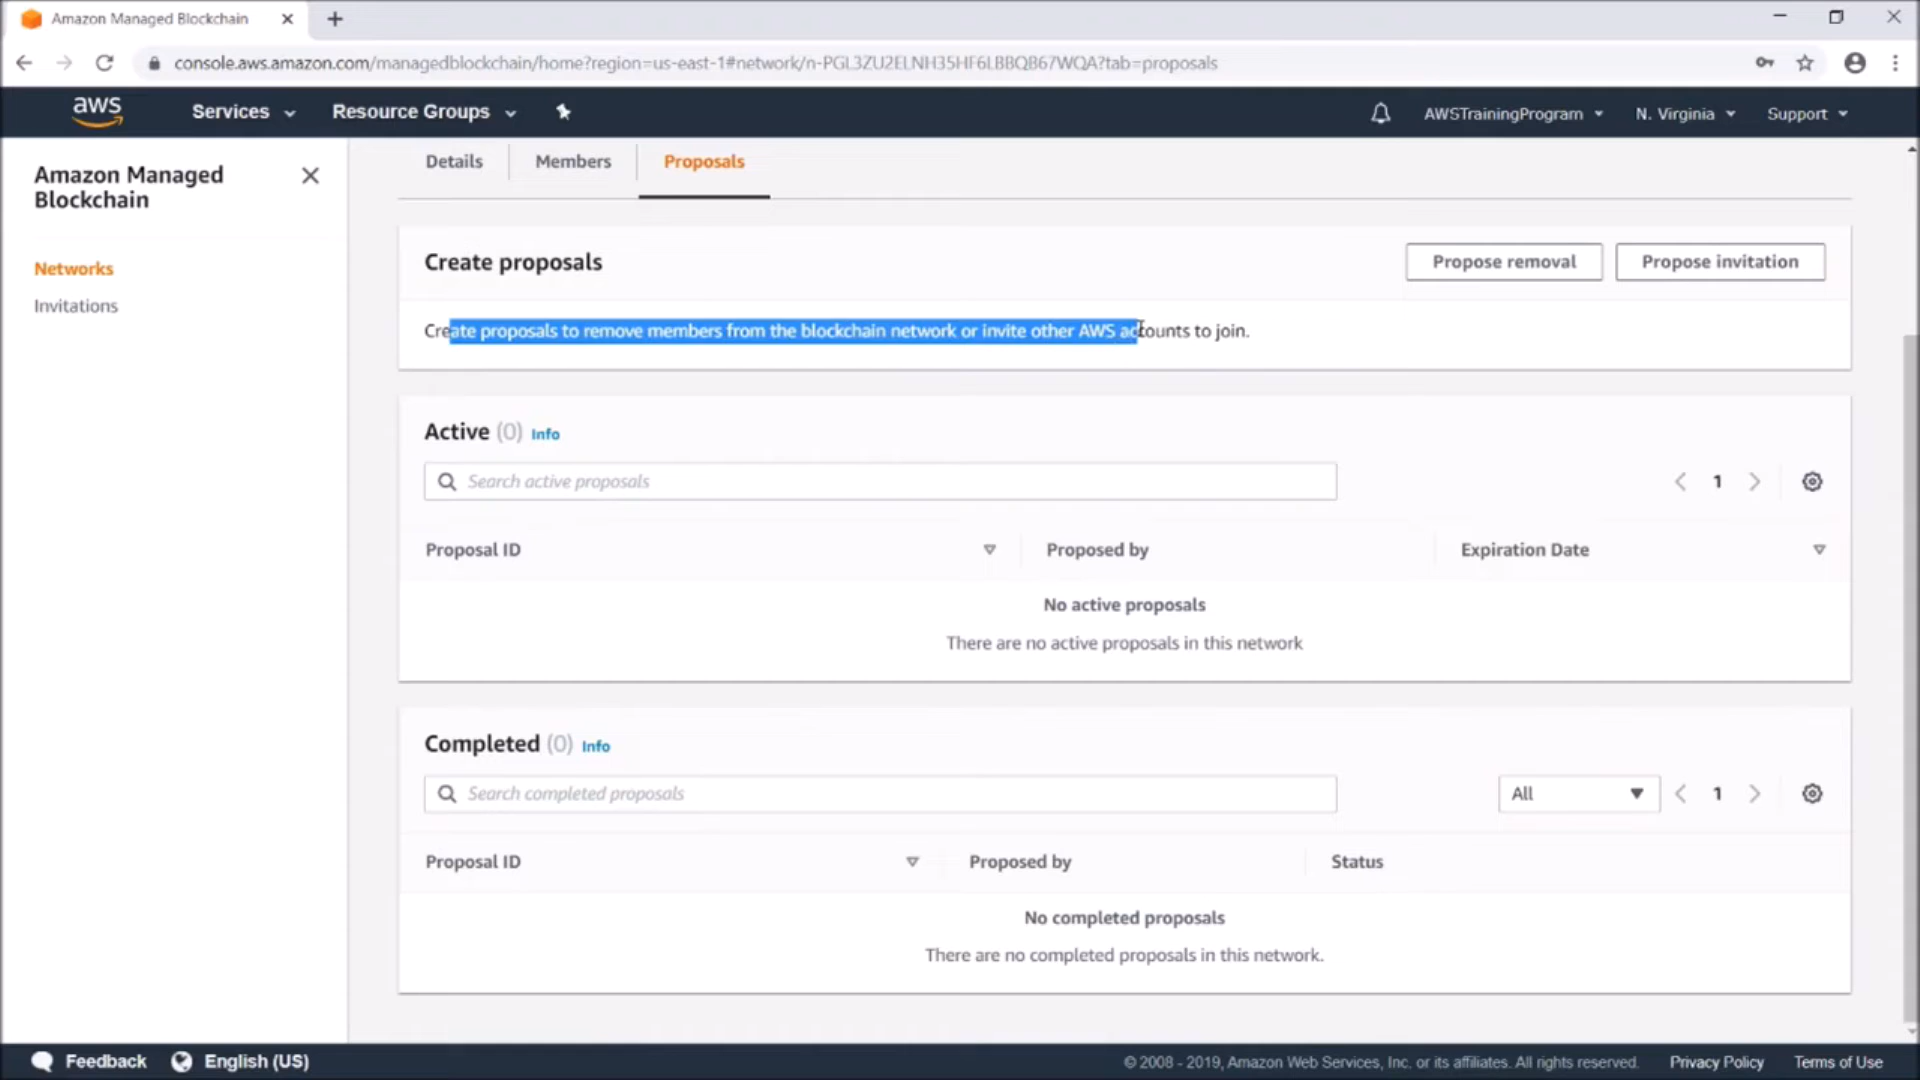 Amazon Managed Blockchain
console.aws.amazon.com/managedblockchain/home?region=us-east-1#network/n-PGL3ZU2ELNH35HF6LBBQB67WQA?tab=proposals
aws Services Resource Groups AWSTrainingProgram N. Virginia Support
Amazon Managed
Blockchain
Networks
Invitations
Details Members Proposals
Create proposals Propose removal Propose invitation
Create proposals to remove members from the blockchain network or invite other AWS accounts to join.
Active (0) Info
Search active proposals 1
Proposal ID Proposed by Expiration Date
No active proposals
There are no active proposals in this network
Completed (0) Info
Search completed proposals All 1
Proposal ID Proposed by Status
No completed proposals
There are no completed proposals in this network.
Feedback English (US) © 2008 - 2019, Amazon Web Services, Inc. or its affiliates. All rights reserved. Privacy Policy Terms of Use